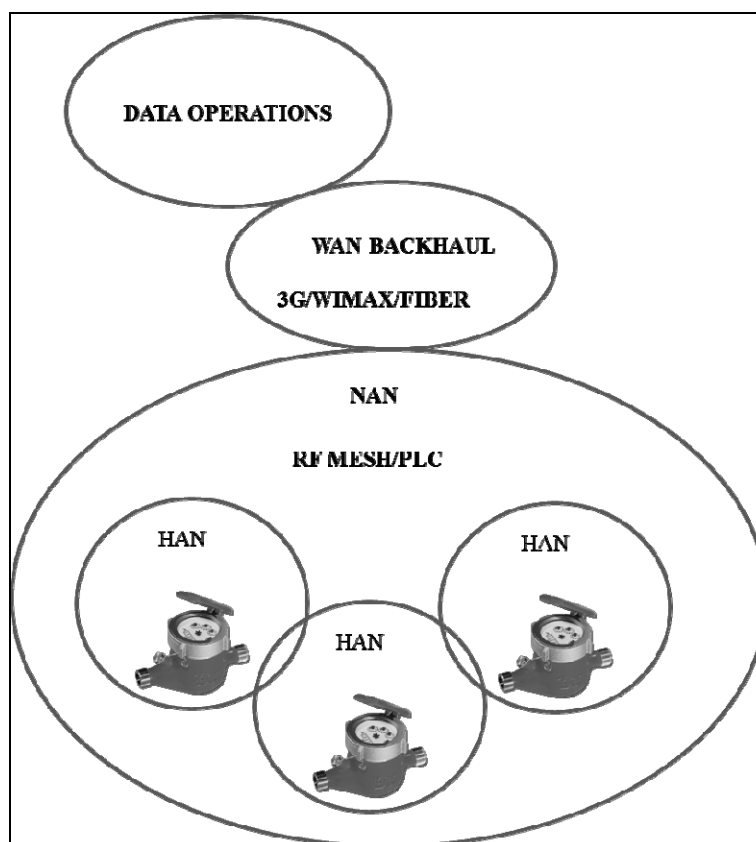 DATA OPERATIONS
WAN BACKHAUL
3G/WIMAX/FIBER
NAN
RF MESH/PLC
HAN
HAN
HAN